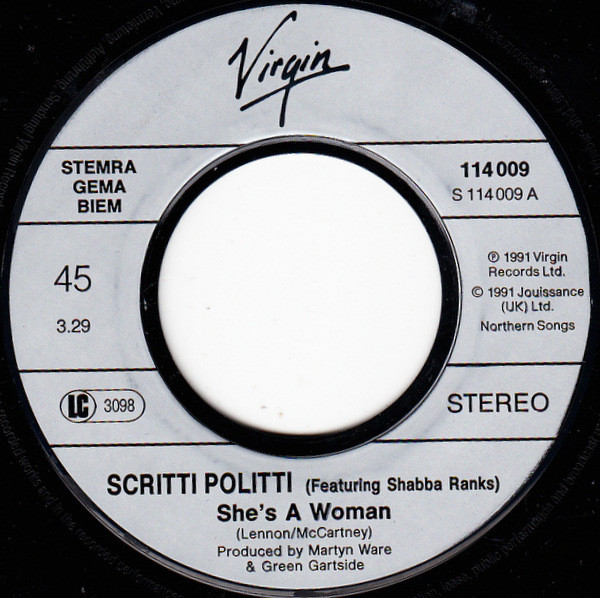 Virgin
STEMRA
GEMA
BIEM
114 009
S 114 009 A
45
3.29
℗ 1991 Virgin
Records Ltd.
© 1991 Jouissance
(UK) Ltd.
Northern Songs
LC 3098
STEREO
SCRITTI POLITTI (Featuring Shabba Ranks)
She's A Woman
(Lennon/McCartney)
Produced by Martyn Ware
& Green Gartside